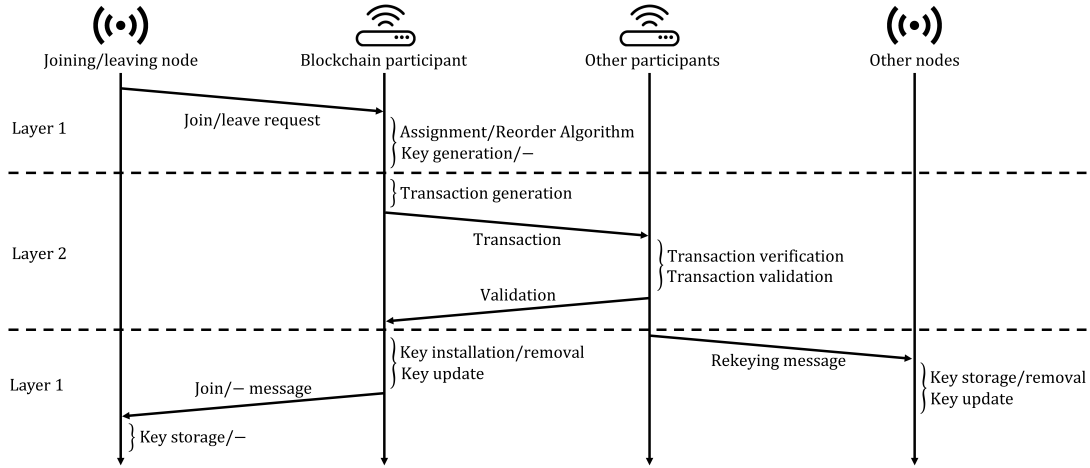 Joining/leaving node
Blockchain participant
Other participants
Other nodes
Join/leave request
Layer 1
Assignment/Reorder Algorithm
Key generation/−
Transaction generation
Transaction
Layer 2
Transaction verification
Transaction validation
Validation
Key installation/removal
Key update
Rekeying message
Layer 1
Join/− message
Key storage/removal
Key update
Key storage/−